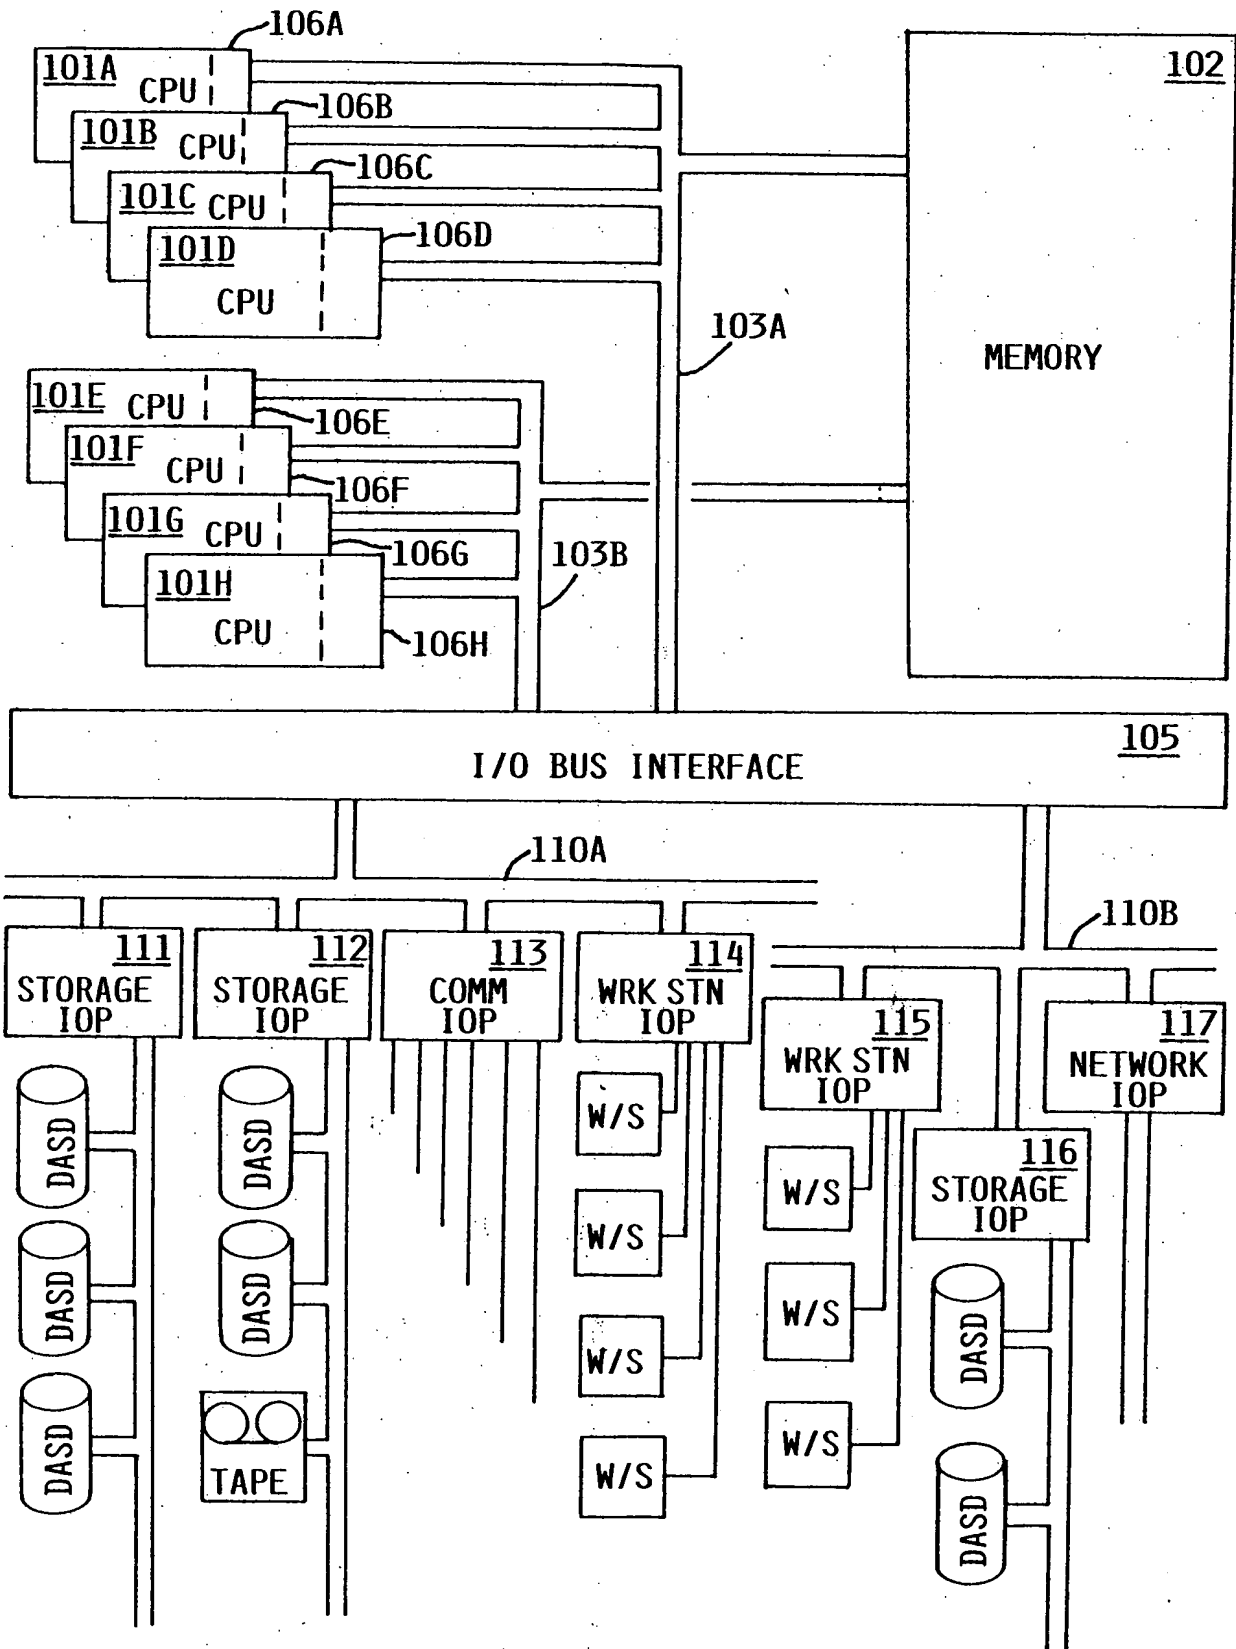 106A
101A
CPU
102
106B
101B
CPU
106C
101C
CPU
106D
101D
CPU
103A
MEMORY
101E
CPU
106E
101F
CPU
106F
101G
CPU
106G
103B
101H
CPU
106H
105
I/O BUS INTERFACE
110A
110B
111
STORAGE
IOP
112
STORAGE
IOP
113
COMM
IOP
114
WRK STN
IOP
115
WRK STN
IOP
117
NETWORK
IOP
116
STORAGE
IOP
DASD
DASD
DASD
DASD
DASD
TAPE
W/S
W/S
W/S
W/S
W/S
W/S
W/S
DASD
DASD